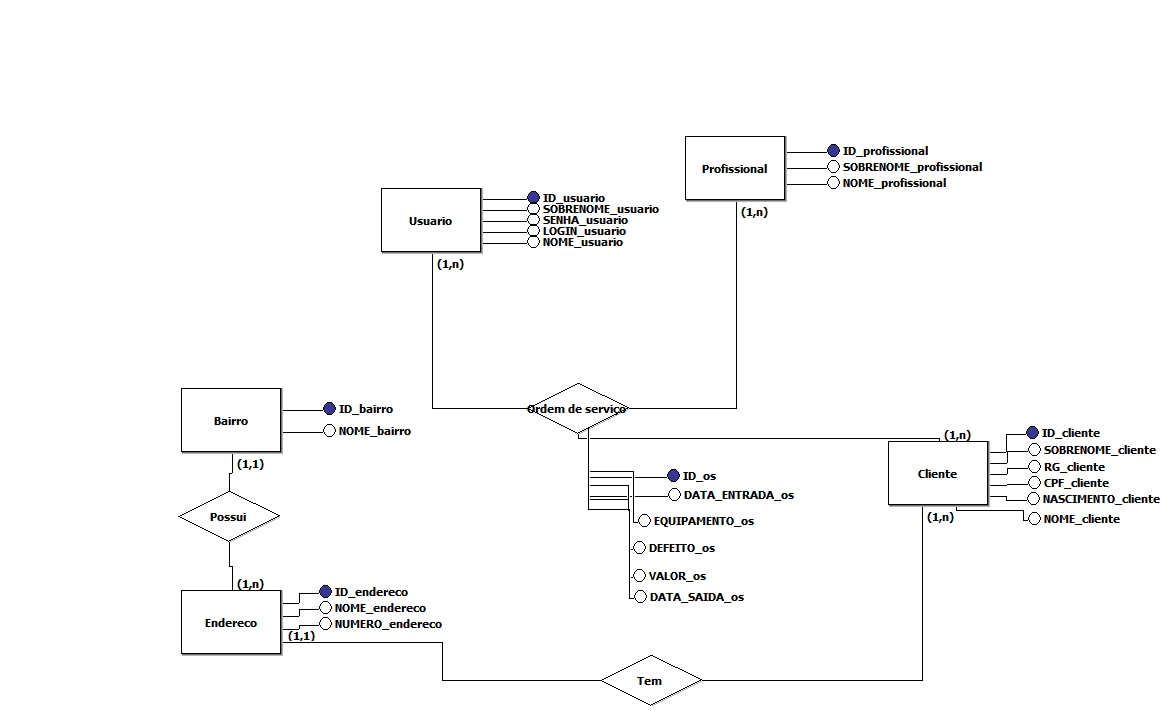 Profissional
ID_profissional
SOBRENOME_profissional
NOME_profissional
(1,n)
Usuario
ID_usuario
SOBRENOME_usuario
SENHA_usuario
LOGIN_usuario
NOME_usuario
(1,n)
Ordem de serviço
Bairro
ID_bairro
NOME_bairro
(1,1)
(1,n)
Cliente
ID_cliente
SOBRENOME_cliente
RG_cliente
CPF_cliente
NASCIMENTO_cliente
NOME_cliente
(1,n)
ID_os
DATA_ENTRADA_os
EQUIPAMENTO_os
DEFEITO_os
VALOR_os
DATA_SAIDA_os
Possui
(1,n)
Endereco
ID_endereco
NOME_endereco
NUMERO_endereco
(1,1)
Tem